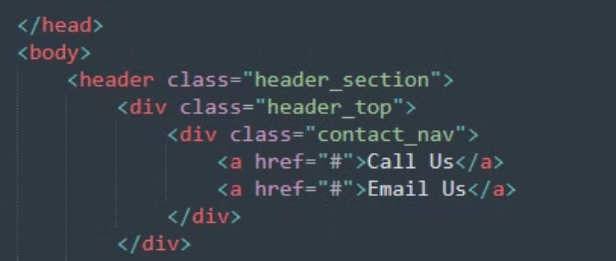 </head>
<body>
<header class="header_section">
<div class="header_top">
<div class="contact_nav">
<a href="#">Call Us</a>
<a href="#">Email Us</a>
</div>
</div>